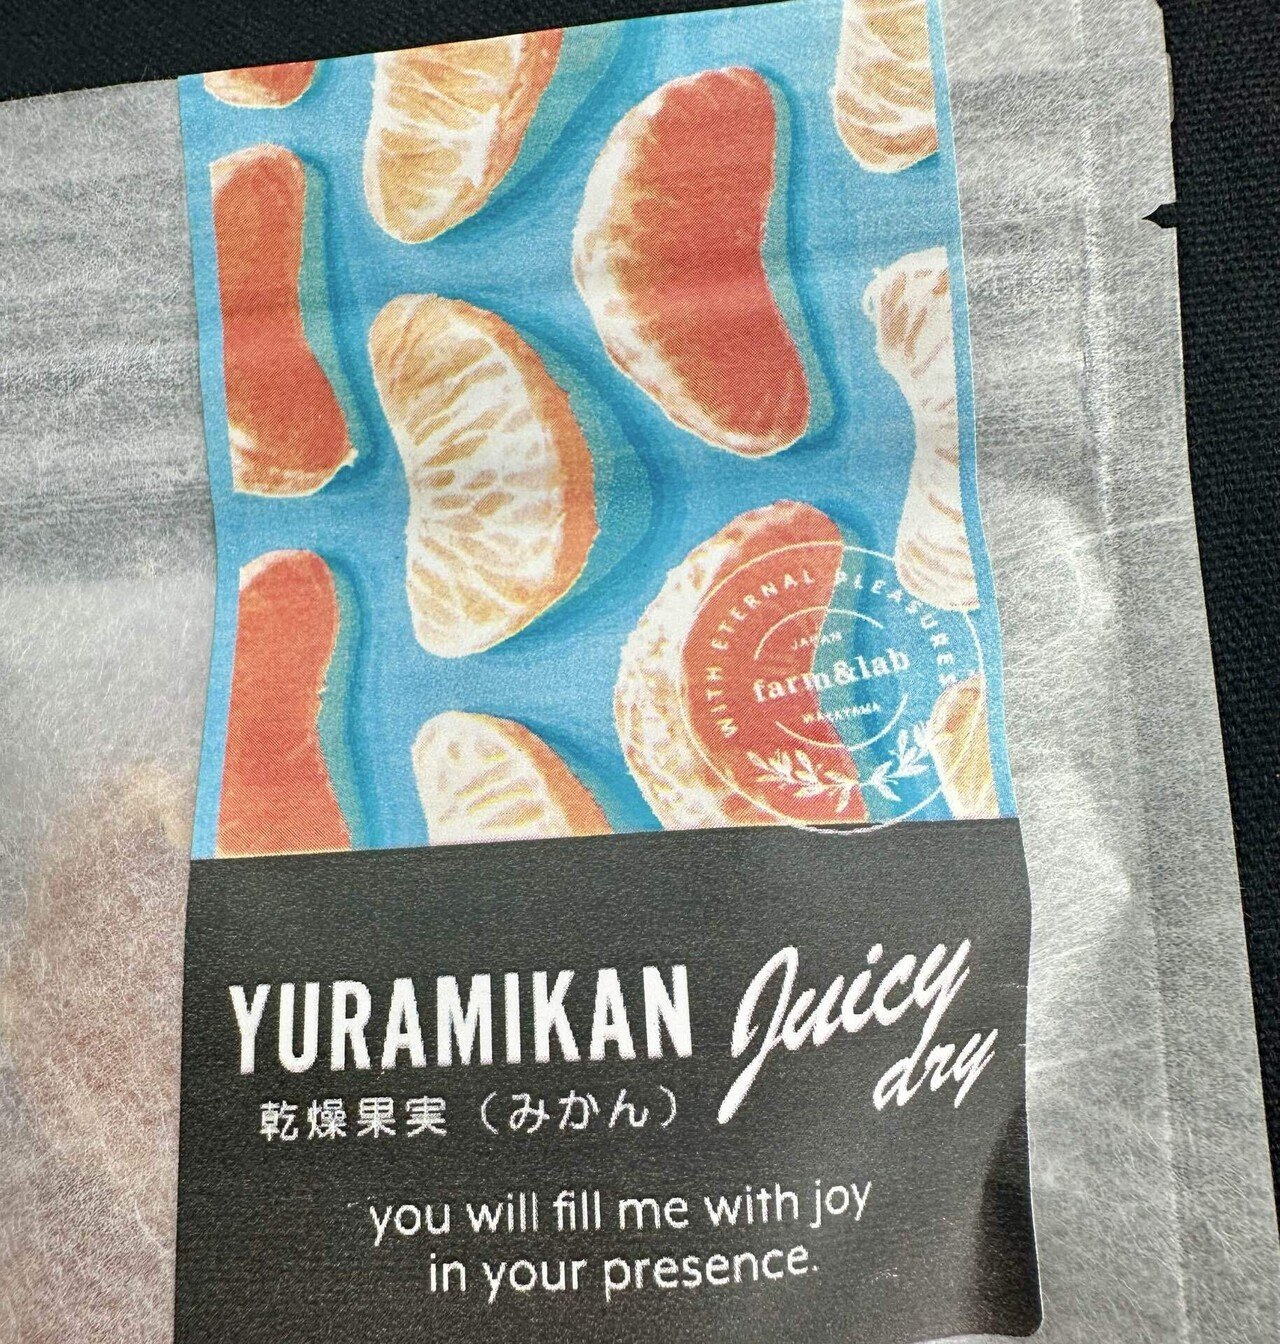 WITH ETERNAL PLEASURES
JAPAN
farm&lab
WAKAYAMA
YURAMIKAN Juicy
dry
乾燥果実（みかん）
you will fill me with joy
in your presence.